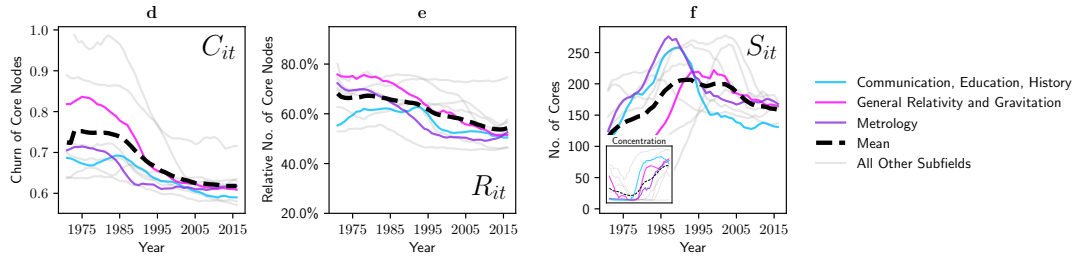 d
C_it
Churn of Core Nodes
1.0
0.9
0.8
0.7
0.6
1975 1985 1995 2005 2015
Year
e
R_it
Relative No. of Core Nodes
80.0%
60.0%
40.0%
20.0%
1975 1985 1995 2005 2015
Year
f
S_it
No. of Cores
250
200
150
100
50
0
Concentration
1975 1985 1995 2005 2015
Year
Communication, Education, History
General Relativity and Gravitation
Metrology
Mean
All Other Subfields